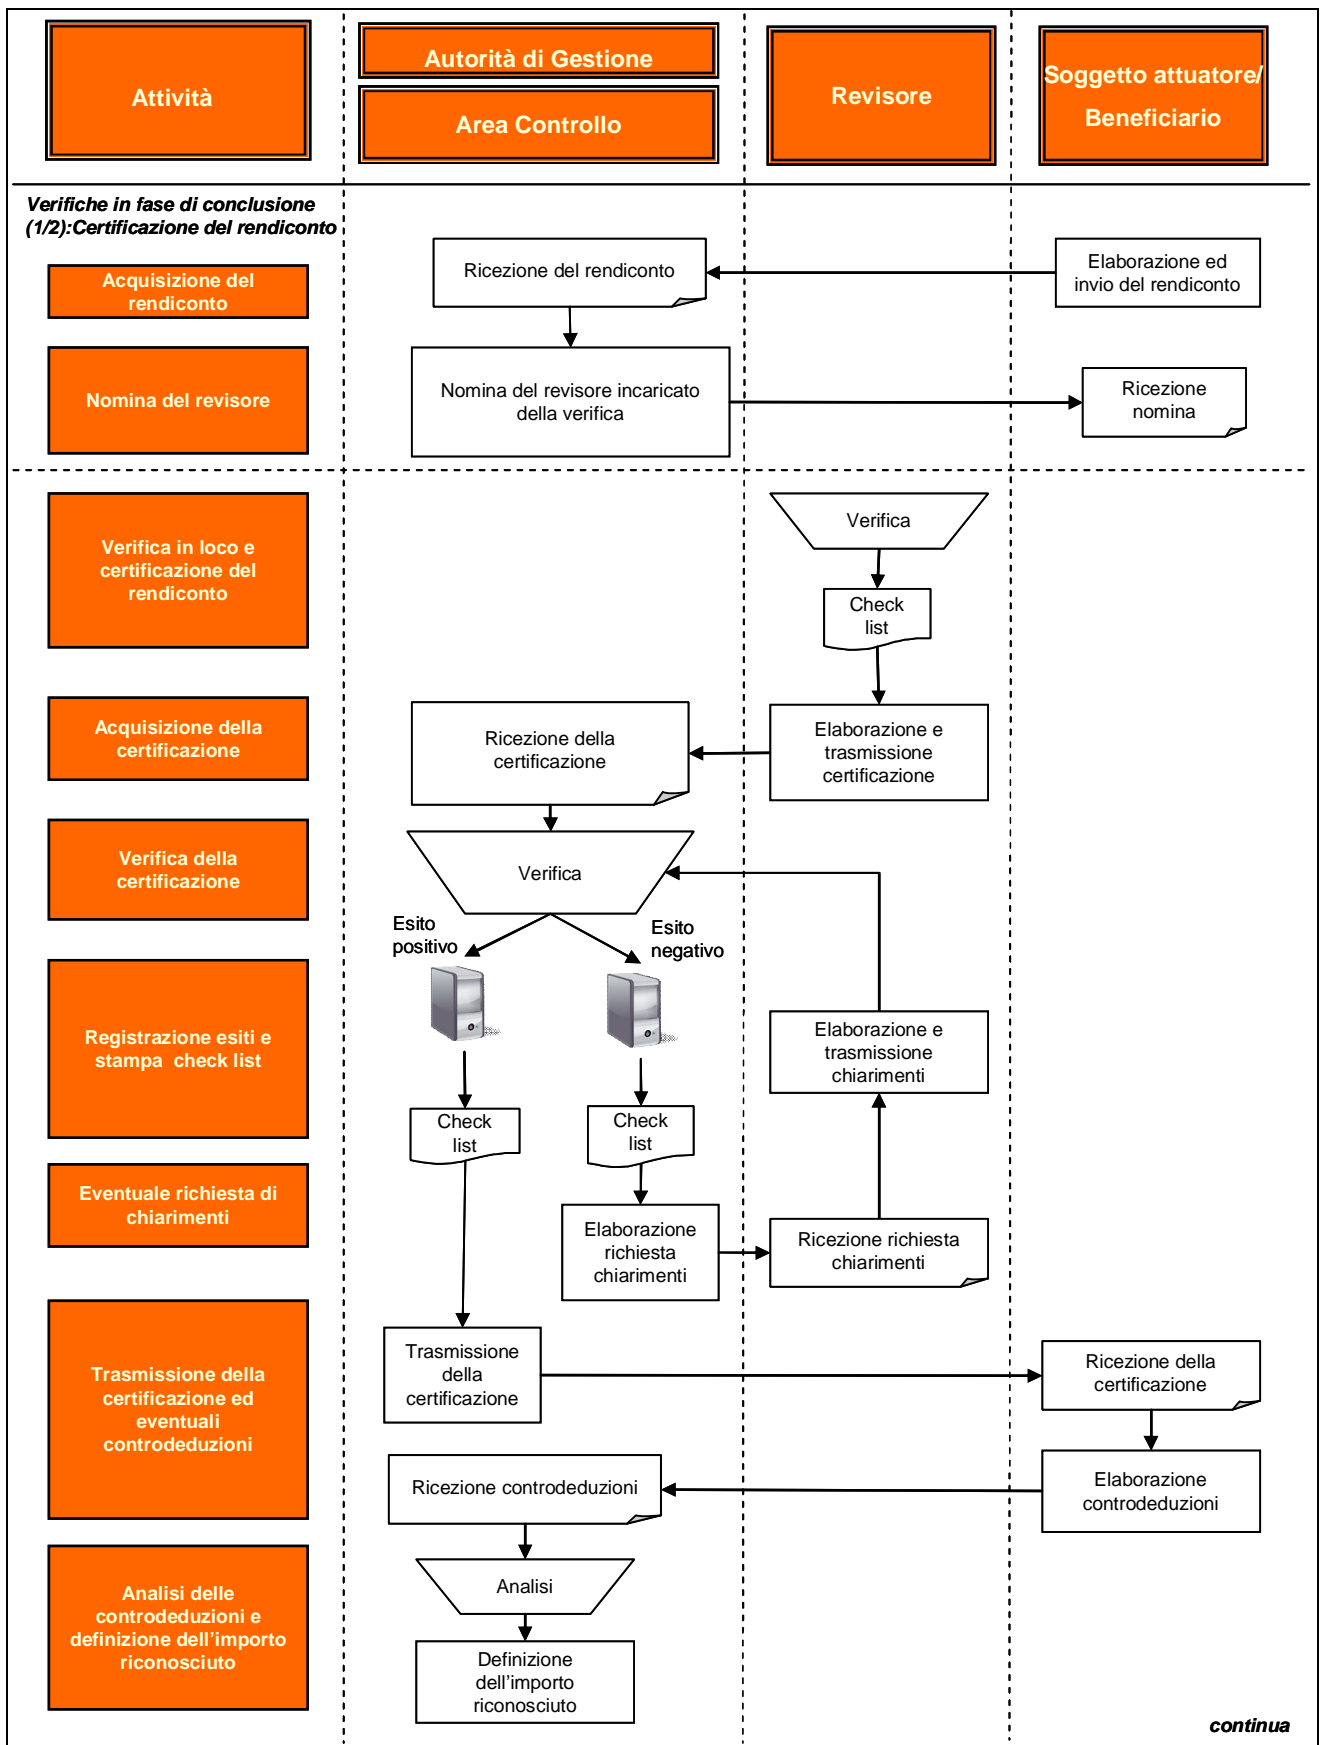 Attività
Autorità di Gestione
Area Controllo
Revisore
Soggetto attuatore/
Beneficiario
Verifiche in fase di conclusione
(1/2):Certificazione del rendiconto
Acquisizione del
rendiconto
Ricezione del rendiconto
Elaborazione ed
invio del rendiconto
Nomina del revisore
Nomina del revisore incaricato
della verifica
Ricezione
nomina
Verifica in loco e
certificazione del
rendiconto
Verifica
Check
list
Acquisizione della
certificazione
Ricezione della
certificazione
Elaborazione e
trasmissione
certificazione
Verifica della
certificazione
Verifica
Esito
positivo
Esito
negativo
Registrazione esiti e
stampa  check list
Elaborazione e
trasmissione
chiarimenti
Check
list
Check
list
Eventuale richiesta di
chiarimenti
Elaborazione
richiesta
chiarimenti
Ricezione richiesta
chiarimenti
Trasmissione della
certificazione ed
eventuali
controdeduzioni
Trasmissione
della
certificazione
Ricezione della
certificazione
Ricezione controdeduzioni
Elaborazione
controdeduzioni
Analisi delle
controdeduzioni e
definizione dell'importo
riconosciuto
Analisi
Definizione
dell'importo
riconosciuto
continua